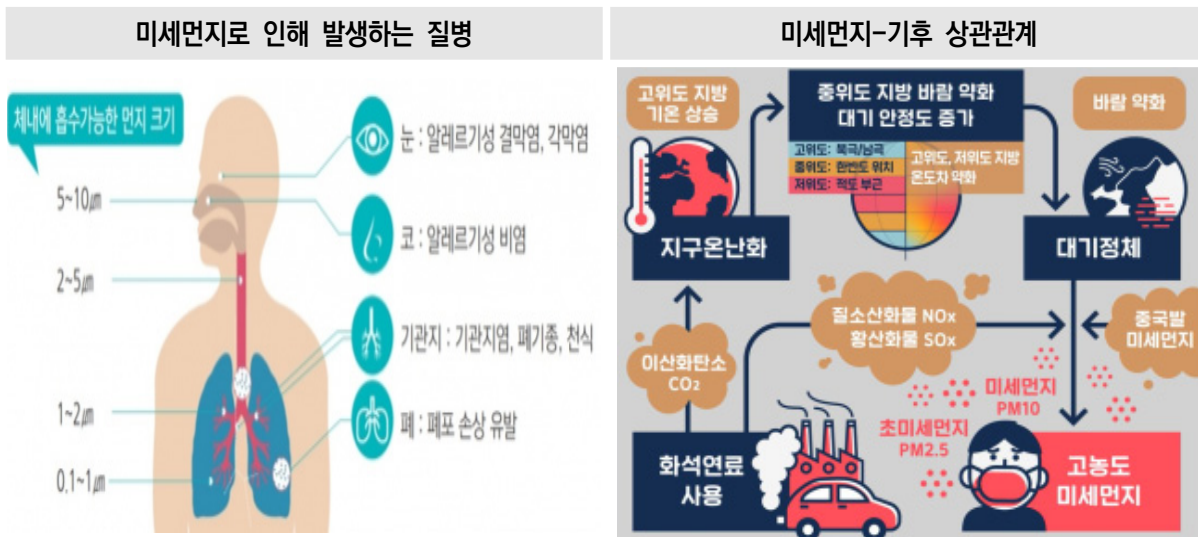 미세먼지로 인해 발생하는 질병
체내에 흡수가능한 먼지 크기
5~10㎛
2~5㎛
1~2㎛
0.1~1㎛
눈 : 알레르기성 결막염, 각막염
코 : 알레르기성 비염
기관지 : 기관지염, 폐기종, 천식
폐 : 폐포 손상 유발
미세먼지-기후 상관관계
고위도 지방
기온 상승
중위도 지방 바람 약화
대기 안정도 증가
고위도: 북극/남극
중위도: 한반도 위치
저위도: 적도 부근
고위도, 저위도 지방
온도차 약화
바람 약화
지구온난화
대기정체
질소산화물 NOx
황산화물 SOx
중국발
미세먼지
이산화탄소
CO₂
미세먼지
PM10
초미세먼지
PM2.5
화석연료
사용
고농도
미세먼지